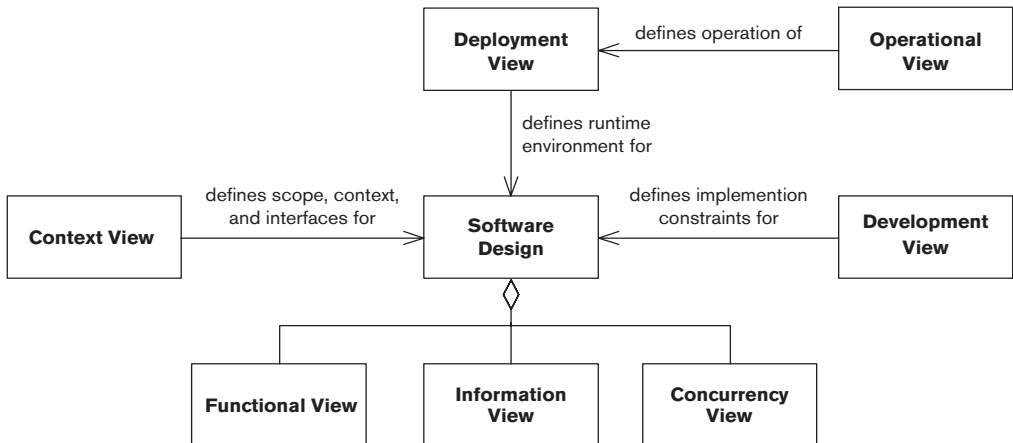 Deployment
View
defines operation of
Operational
View
defines runtime
environment for
Context View
defines scope, context,
and interfaces for
Software
Design
defines implemention
constraints for
Development
View
Functional View
Information
View
Concurrency
View